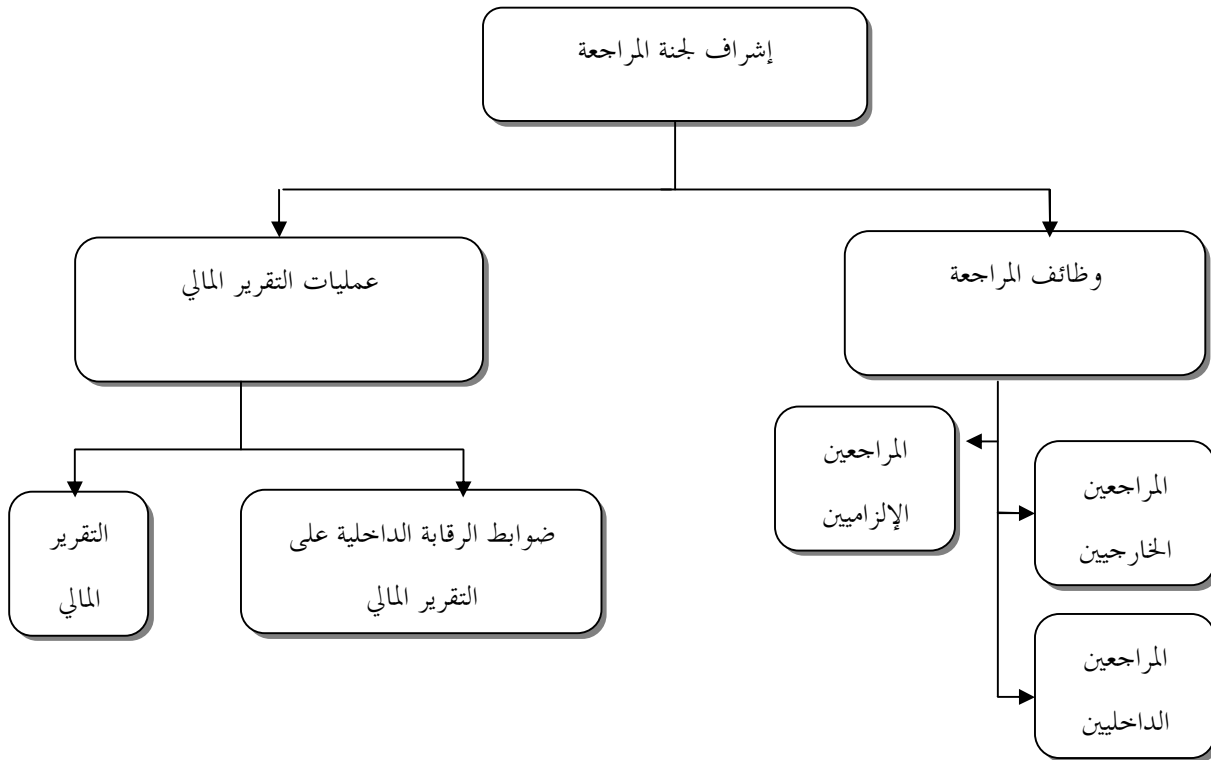 إشراف لجنة المراجعة
وظائف المراجعة
عمليات التقرير المالي
المراجعين
الإلزاميين
المراجعين
الخارجيين
المراجعين
الداخليين
ضوابط الرقابة الداخلية على
التقرير المالي
التقرير
المالي